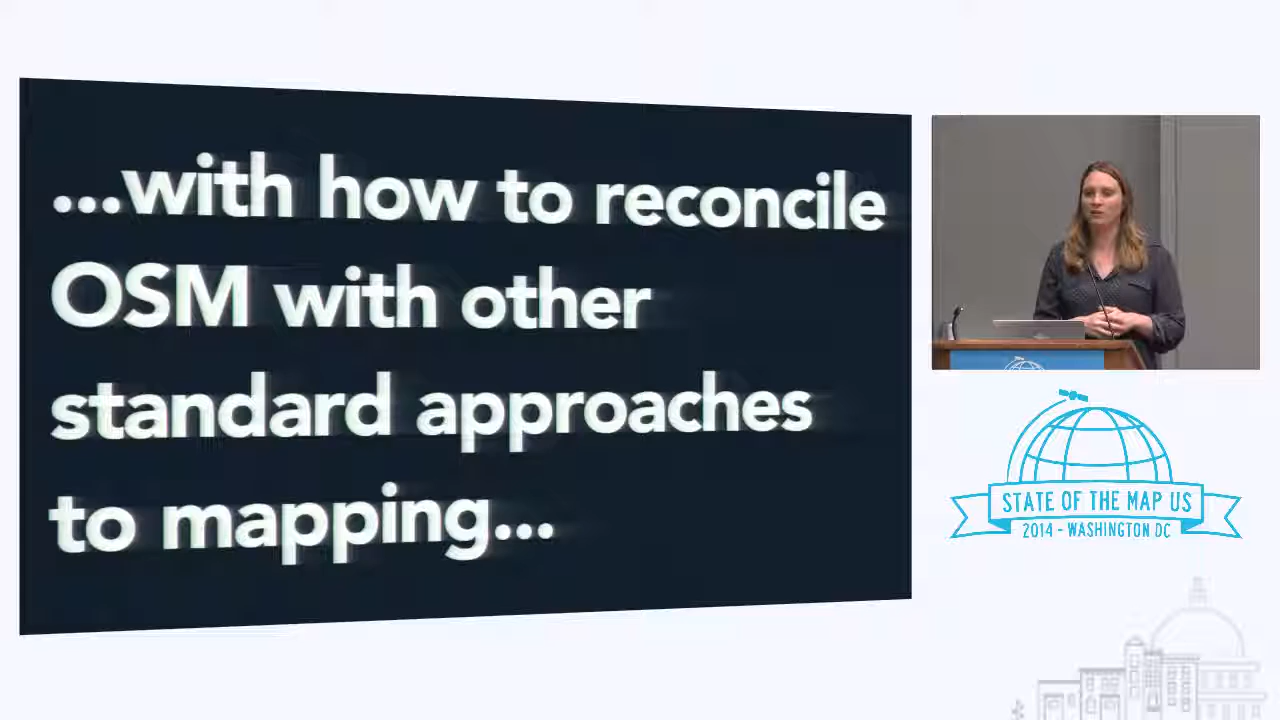 ...with how to reconcile
OSM with other
standard approaches
to mapping...
STATE OF THE MAP US
2014 - WASHINGTON DC